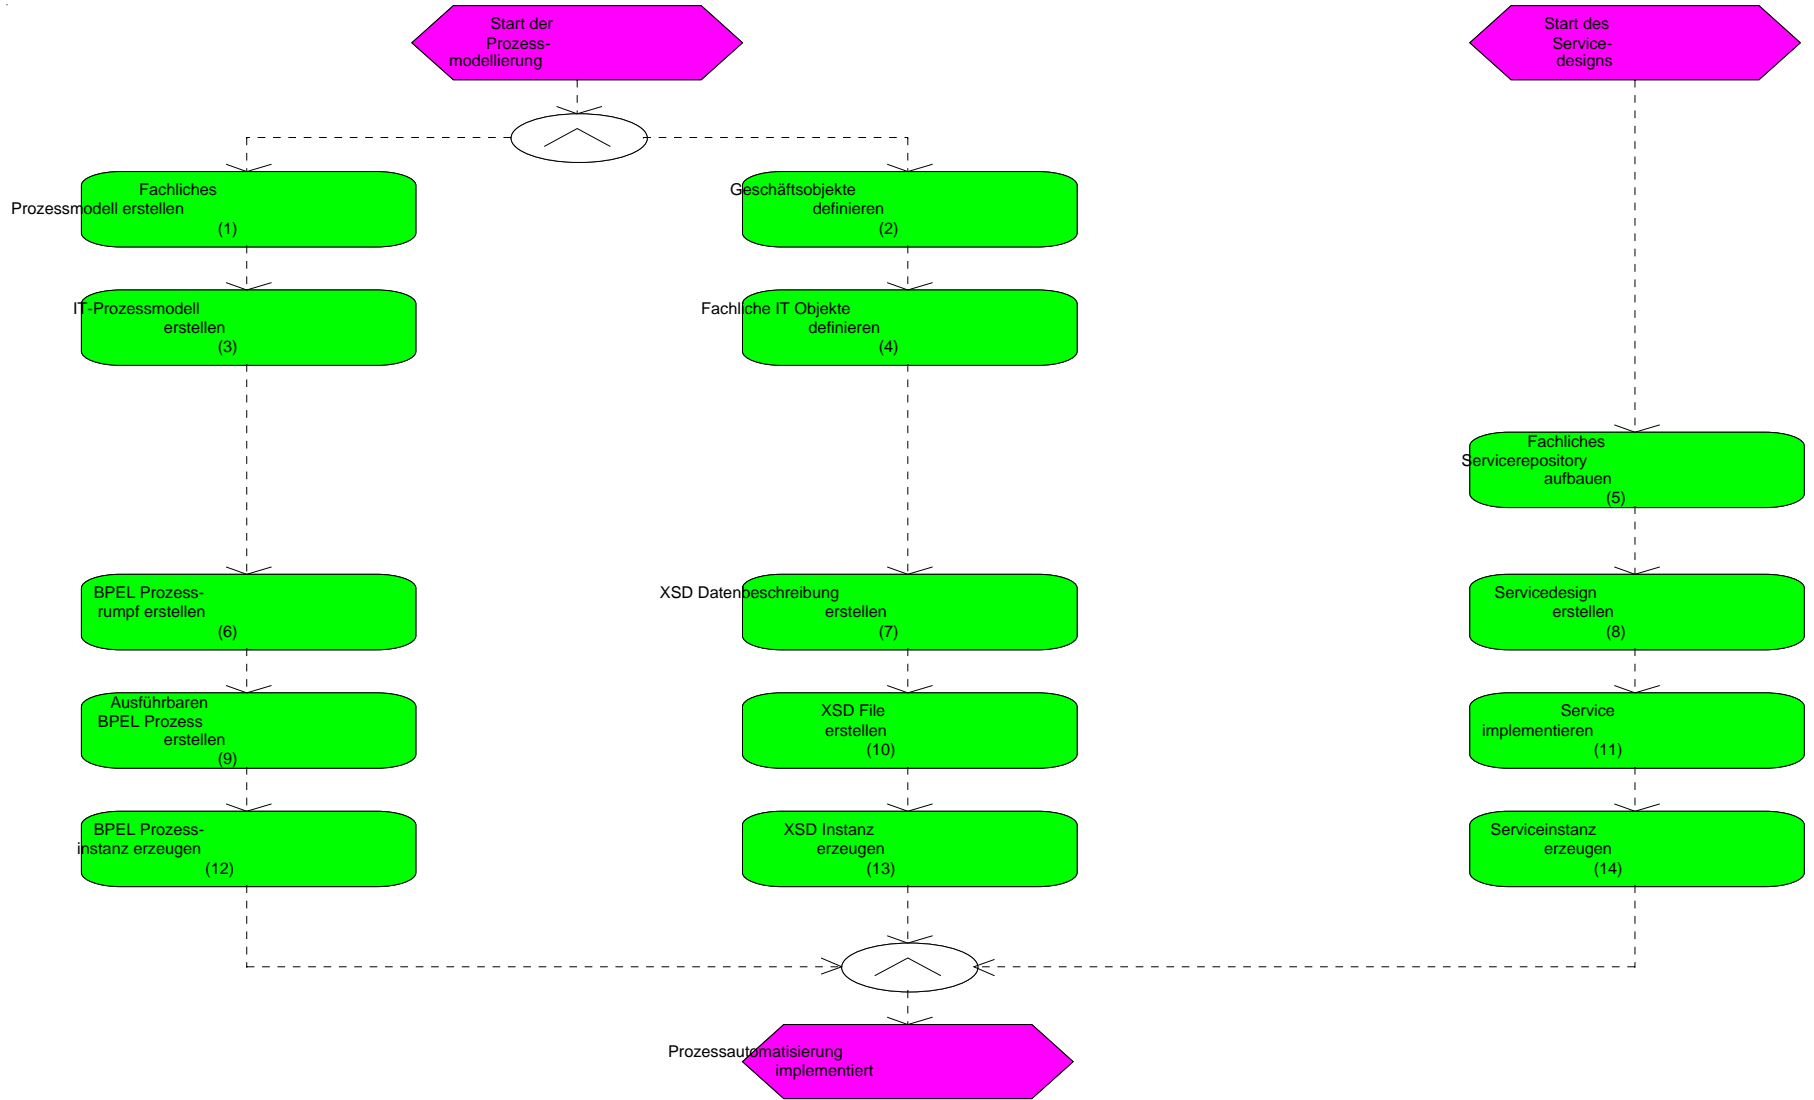 Start der
Prozess-
modellierung
Start des
Service-
designs
Fachliches
Prozessmodell erstellen
(1)
Geschäftsobjekte
definieren
(2)
IT-Prozessmodell
erstellen
(3)
Fachliche IT Objekte
definieren
(4)
Fachliches
Servicerepository
aufbauen
(5)
BPEL Prozess-
rumpf erstellen
(6)
XSD Datenbeschreibung
erstellen
(7)
Servicedesign
erstellen
(8)
Ausführbaren
BPEL Prozess
erstellen
(9)
XSD File
erstellen
(10)
Service
implementieren
(11)
BPEL Prozess-
instanz erzeugen
(12)
XSD Instanz
erzeugen
(13)
Serviceinstanz
erzeugen
(14)
Prozessautomatisierung
implementiert